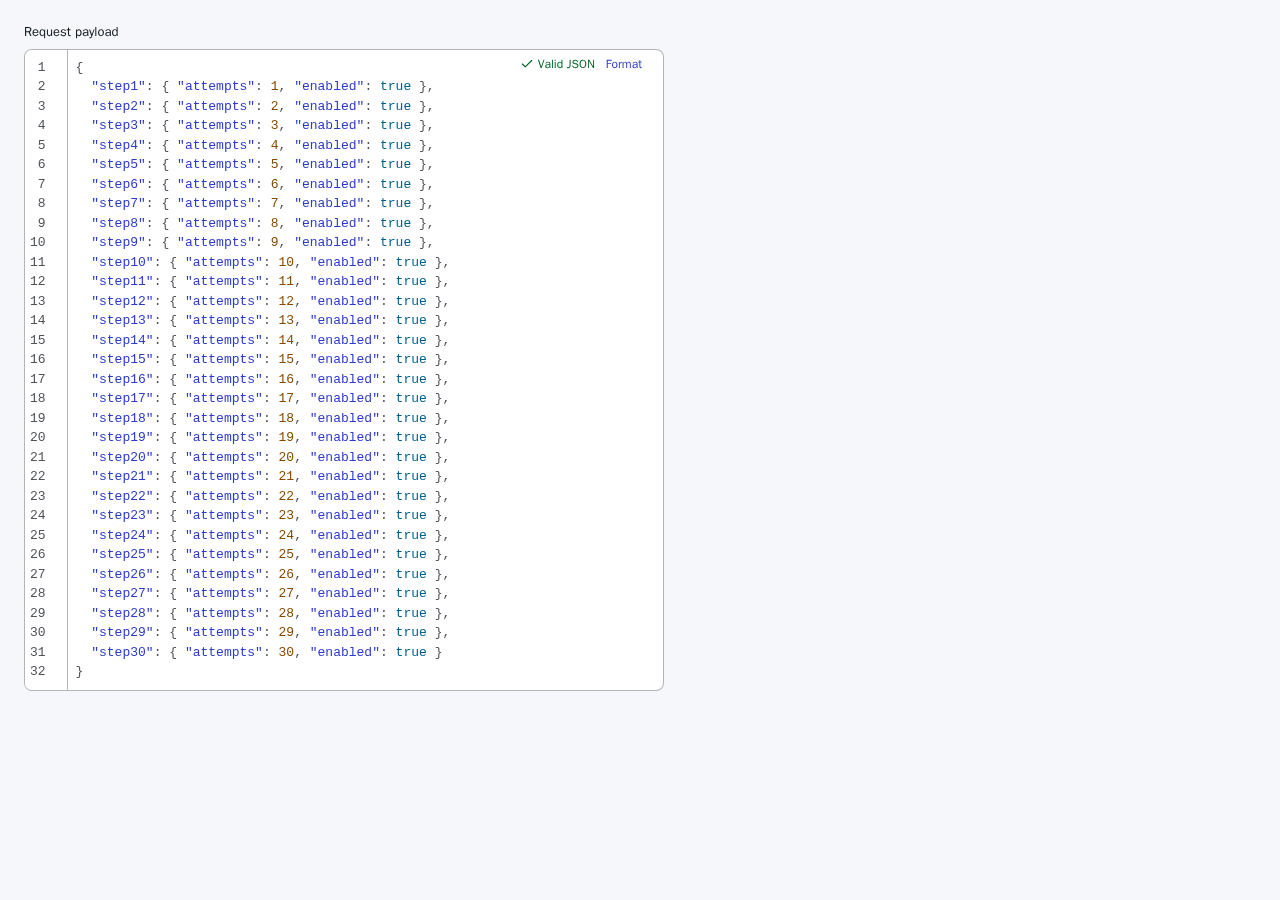 Request payload
Valid JSON Format
1 {
2 "step1": { "attempts": 1, "enabled": true },
3 "step2": { "attempts": 2, "enabled": true },
4 "step3": { "attempts": 3, "enabled": true },
5 "step4": { "attempts": 4, "enabled": true },
6 "step5": { "attempts": 5, "enabled": true },
7 "step6": { "attempts": 6, "enabled": true },
8 "step7": { "attempts": 7, "enabled": true },
9 "step8": { "attempts": 8, "enabled": true },
10 "step9": { "attempts": 9, "enabled": true },
11 "step10": { "attempts": 10, "enabled": true },
12 "step11": { "attempts": 11, "enabled": true },
13 "step12": { "attempts": 12, "enabled": true },
14 "step13": { "attempts": 13, "enabled": true },
15 "step14": { "attempts": 14, "enabled": true },
16 "step15": { "attempts": 15, "enabled": true },
17 "step16": { "attempts": 16, "enabled": true },
18 "step17": { "attempts": 17, "enabled": true },
19 "step18": { "attempts": 18, "enabled": true },
20 "step19": { "attempts": 19, "enabled": true },
21 "step20": { "attempts": 20, "enabled": true },
22 "step21": { "attempts": 21, "enabled": true },
23 "step22": { "attempts": 22, "enabled": true },
24 "step23": { "attempts": 23, "enabled": true },
25 "step24": { "attempts": 24, "enabled": true },
26 "step25": { "attempts": 25, "enabled": true },
27 "step26": { "attempts": 26, "enabled": true },
28 "step27": { "attempts": 27, "enabled": true },
29 "step28": { "attempts": 28, "enabled": true },
30 "step29": { "attempts": 29, "enabled": true },
31 "step30": { "attempts": 30, "enabled": true }
32 }